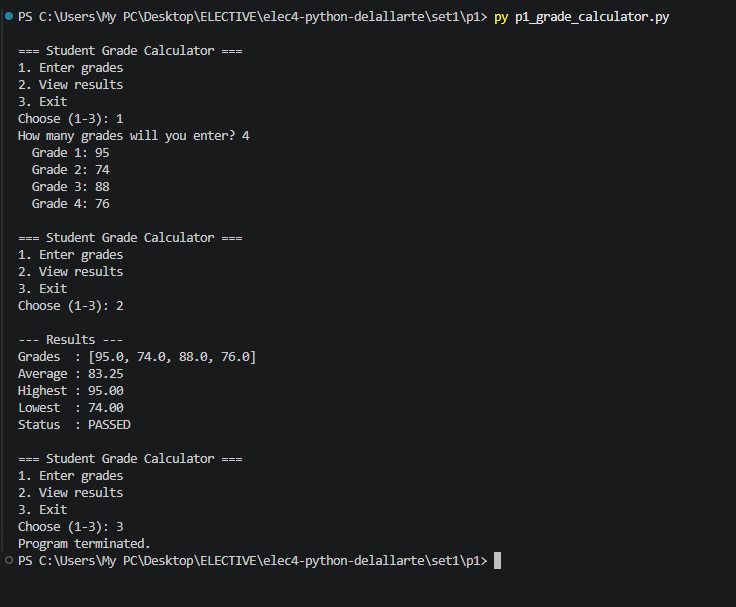 PS C:\Users\My PC\Desktop\ELECTIVE\elec4-python-delallarte\set1\p1> py p1_grade_calculator.py
=== Student Grade Calculator ===
1. Enter grades
2. View results
3. Exit
Choose (1-3): 1
How many grades will you enter? 4
  Grade 1: 95
  Grade 2: 74
  Grade 3: 88
  Grade 4: 76
=== Student Grade Calculator ===
1. Enter grades
2. View results
3. Exit
Choose (1-3): 2
--- Results ---
Grades  : [95.0, 74.0, 88.0, 76.0]
Average : 83.25
Highest : 95.00
Lowest  : 74.00
Status  : PASSED
=== Student Grade Calculator ===
1. Enter grades
2. View results
3. Exit
Choose (1-3): 3
Program terminated.
PS C:\Users\My PC\Desktop\ELECTIVE\elec4-python-delallarte\set1\p1>